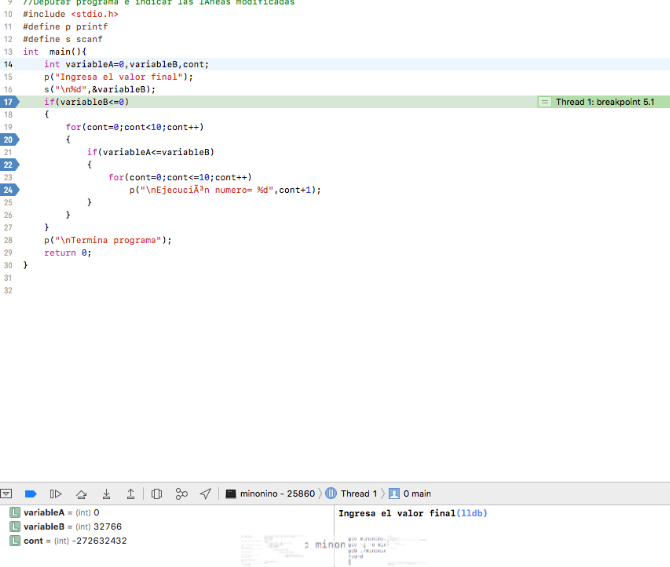 9 //Depurar programa e indicar las lÃneas modificadas
10 #include <stdio.h>
11 #define p printf
12 #define s scanf
13 int main(){
14 int variableA=0,variableB,cont;
15 p("Ingresa el valor final");
16 s("\n%d",&variableB);
17 if(variableB<=0) = Thread 1: breakpoint 5.1
18 {
19 for(cont=0;cont<10;cont++)
20 {
21 if(variableA<=variableB)
22 {
23 for(cont=0;cont<=10;cont++)
24 p("\nEjecuciÃ³n numero= %d",cont+1);
25 }
26 }
27 }
28 p("\nTermina programa");
29 return 0;
30 }
31
32
minonino - 25860 〉 Thread 1 〉 0 main
L variableA = (int) 0
L variableB = (int) 32766
L cont = (int) -272632432
Ingresa el valor final(lldb)
minon